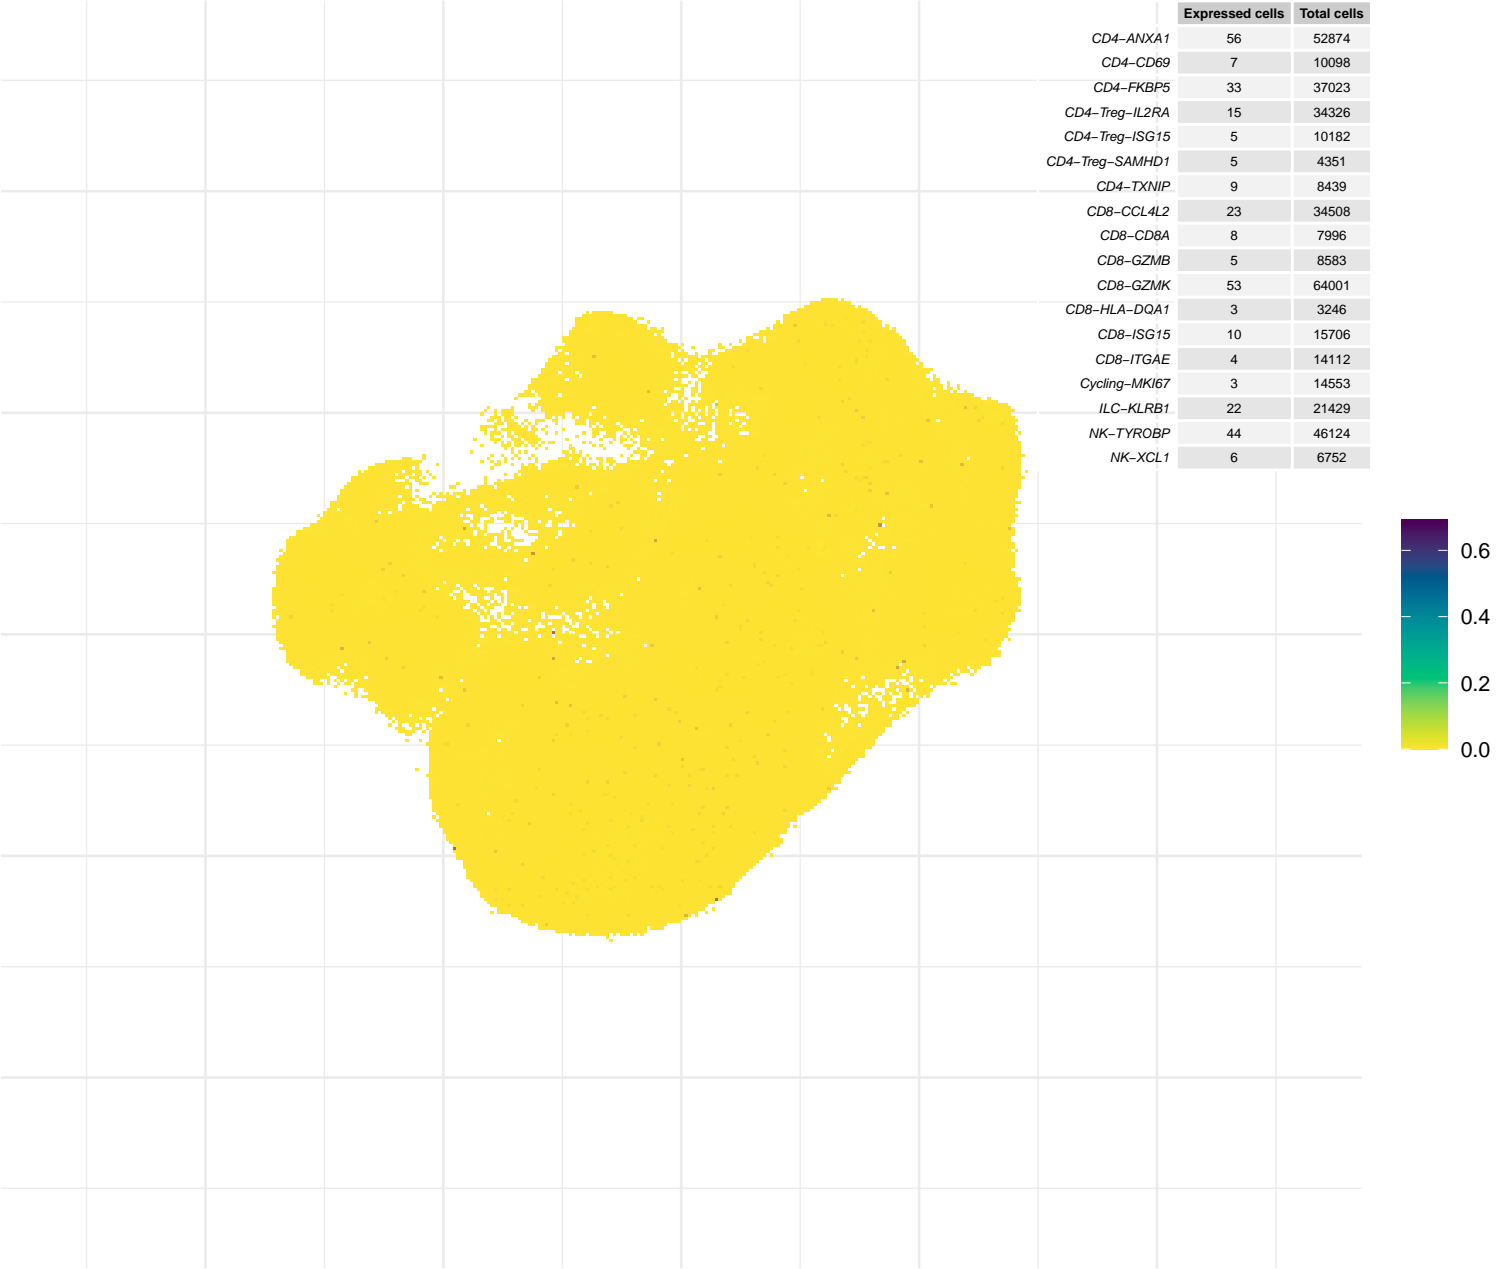 Expressed cells Total cells
CD4−ANXA1 56 52874
CD4−CD69 7 10098
CD4−FKBP5 33 37023
CD4−Treg−IL2RA 15 34326
CD4−Treg−ISG15 5 10182
CD4−Treg−SAMHD1 5 4351
CD4−TXNIP 9 8439
CD8−CCL4L2 23 34508
CD8−CD8A 8 7996
CD8−GZMB 5 8583
CD8−GZMK 53 64001
CD8−HLA−DQA1 3 3246
CD8−ISG15 10 15706
CD8−ITGAE 4 14112
Cycling−MKI67 3 14553
ILC−KLRB1 22 21429
NK−TYROBP 44 46124
NK−XCL1 6 6752
0.6
0.4
0.2
0.0